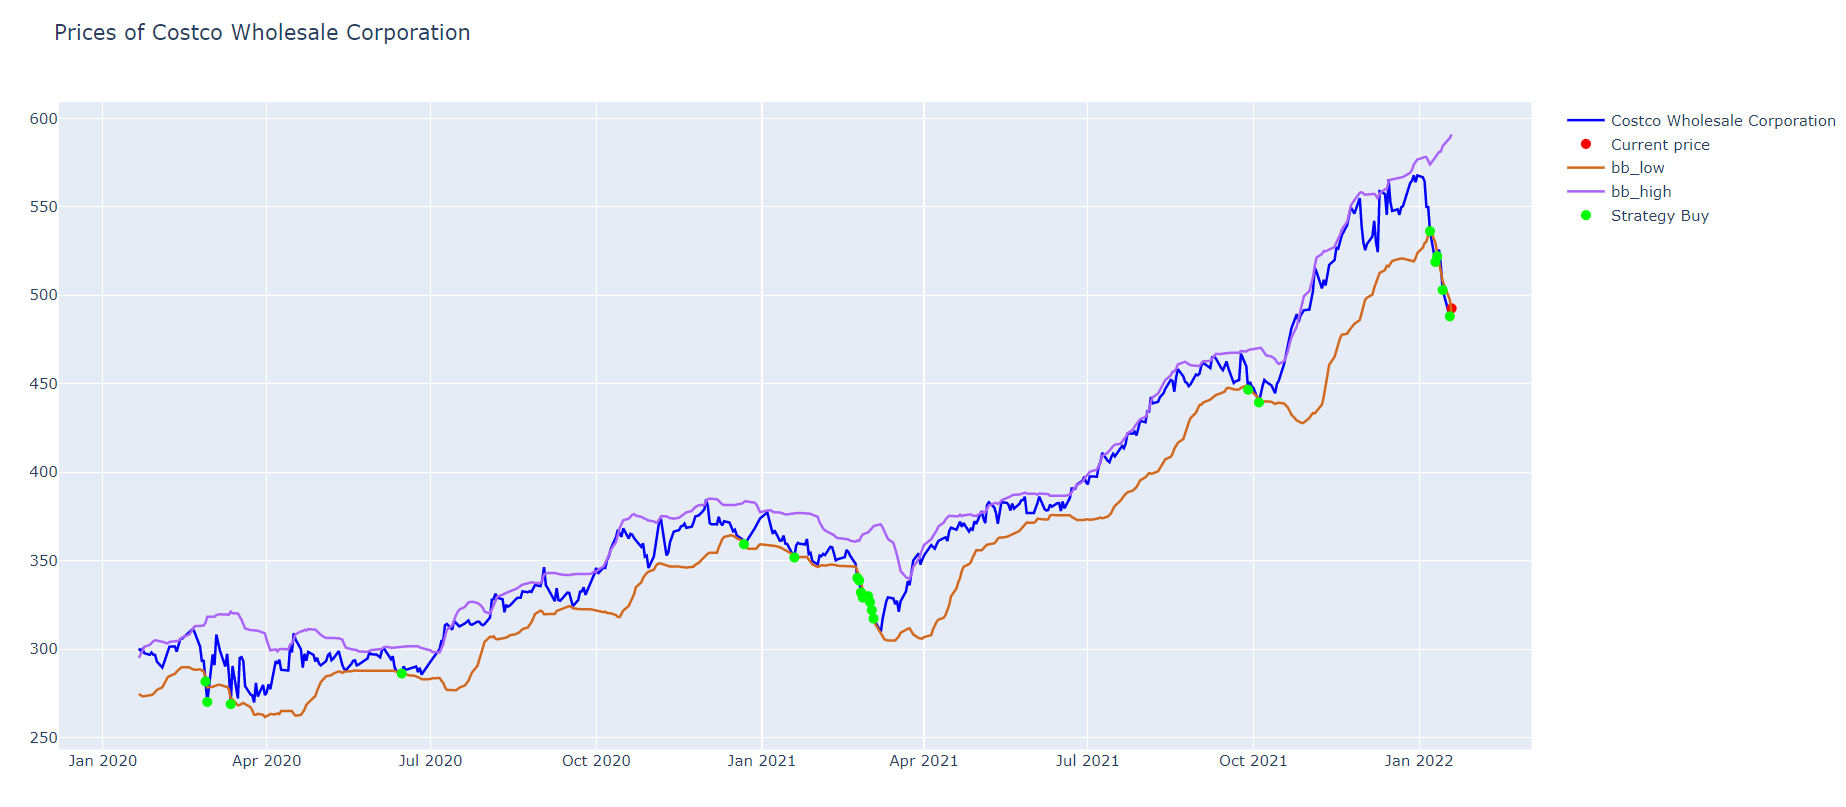 Prices of Costco Wholesale Corporation
600
550
500
450
400
350
300
250
Jan 2020
Apr 2020
Jul 2020
Oct 2020
Jan 2021
Apr 2021
Jul 2021
Oct 2021
Jan 2022
Costco Wholesale Corporation
Current price
bb_low
bb_high
Strategy Buy